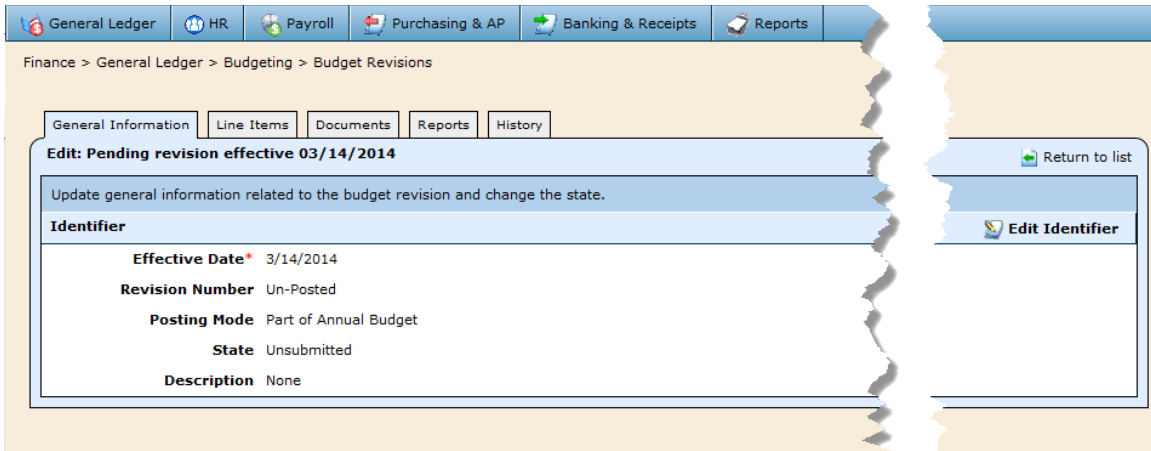 General Ledger HR Payroll Purchasing & AP Banking & Receipts Reports
Finance > General Ledger > Budgeting > Budget Revisions
General Information Line Items Documents Reports History
Edit: Pending revision effective 03/14/2014 Return to list
Update general information related to the budget revision and change the state.
Identifier Edit Identifier
Effective Date* 3/14/2014
Revision Number Un-Posted
Posting Mode Part of Annual Budget
State Unsubmitted
Description None